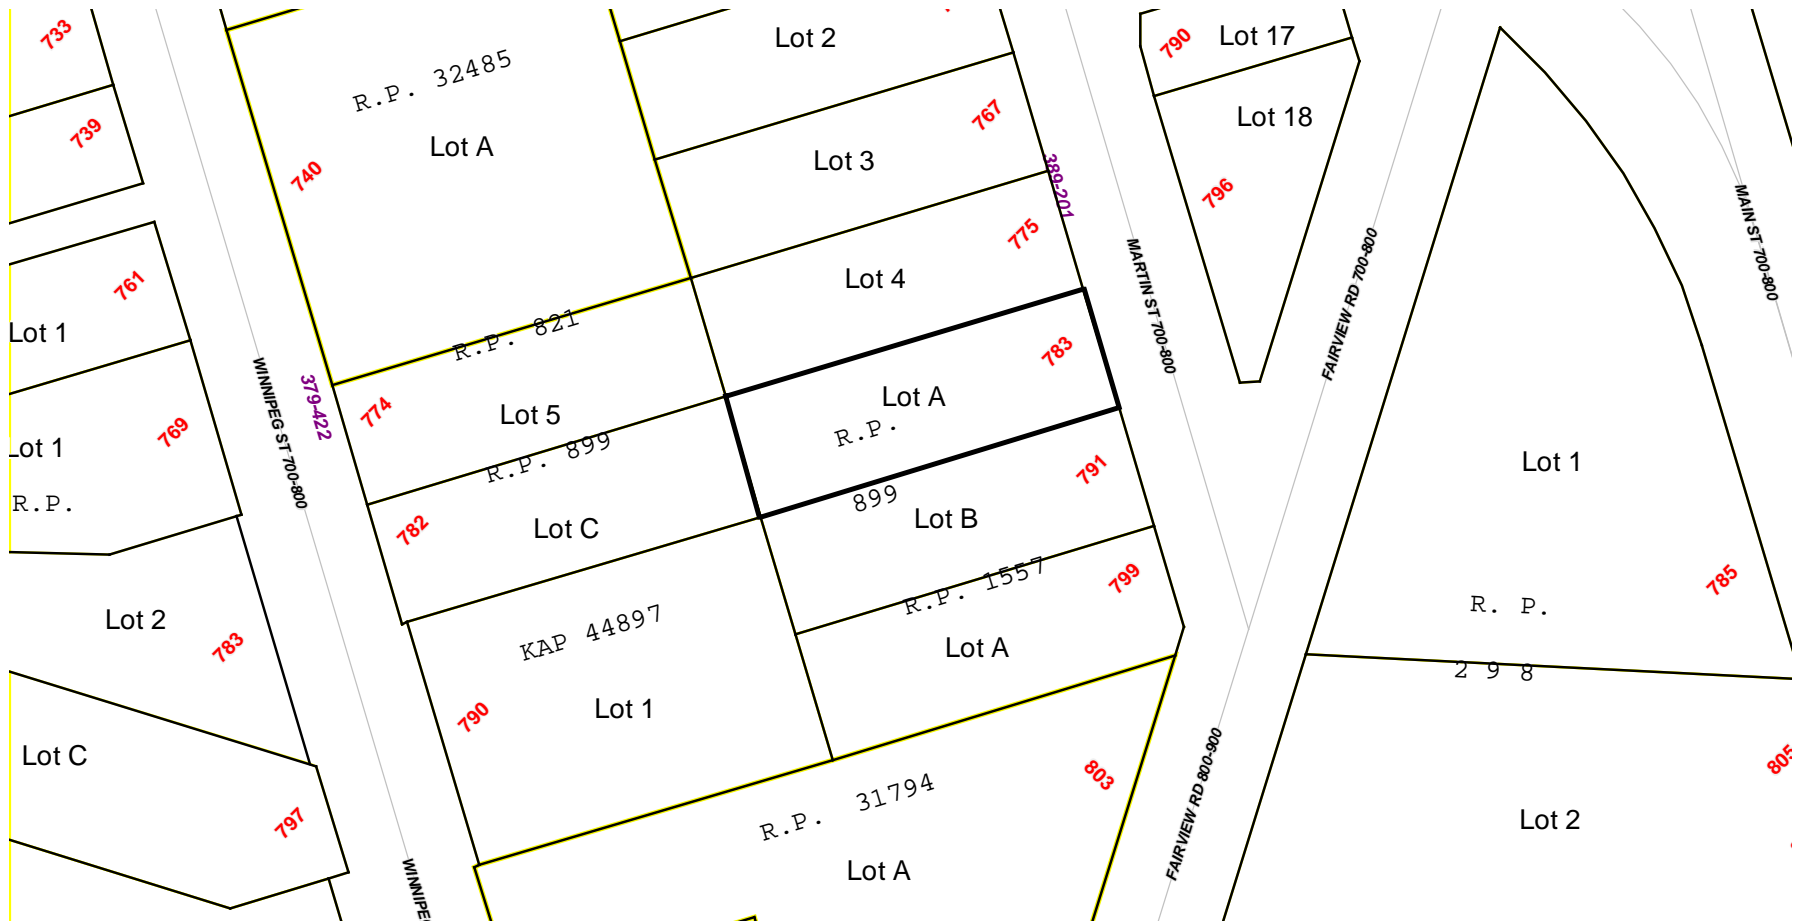 733
R.P. 32485
Lot 2
790
Lot 17
739
Lot A
740
767
Lot 3
Lot 18
389-201
796
MAIN ST 700-800
775
761
Lot 4
MARTIN ST 700-800
FAIRVIEW RD 700-800
Lot 1
R.P. 821
783
774
Lot 5
Lot A
379-422
WINNIPEG ST 700-800
769
Lot 1
R.P.
R.P. 899
R.P.
899
791
Lot 1
782
Lot C
Lot B
R.P. 1557
799
785
R. P.
298
Lot 2
783
KAP 44897
Lot A
790
Lot 1
Lot C
797
R.P. 31794
803
FAIRVIEW RD 800-900
805
Lot 2
Lot A